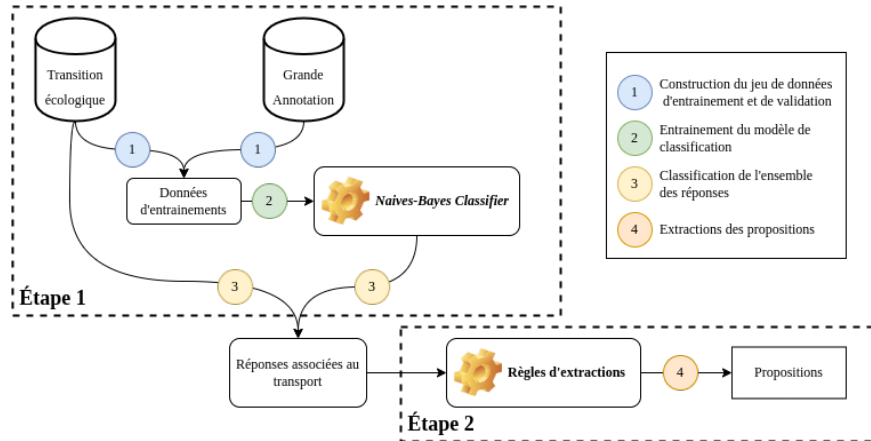 Transition
écologique
Grande
Annotation
1
1
Données
d'entrainements
2
Naives-Bayes Classifier
3
3
Étape 1
Réponses associées au
transport
Règles d'extractions
4
Propositions
Étape 2
1 Construction du jeu de données
d'entrainement et de validation
2 Entrainement du modèle de
classification
3 Classification de l'ensemble
des réponses
4 Extractions des propositions